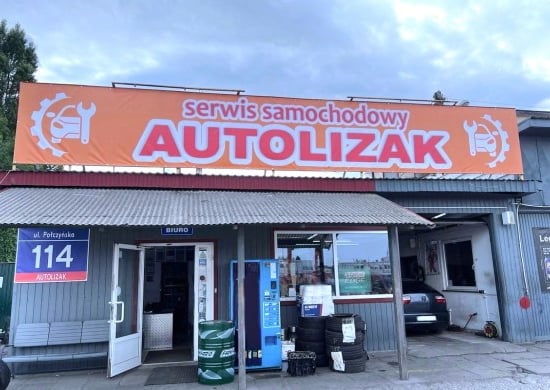 serwis samochodowy
AUTOLIZAK
ul. Połczyńska
114
AUTOLIZAK
BIURO